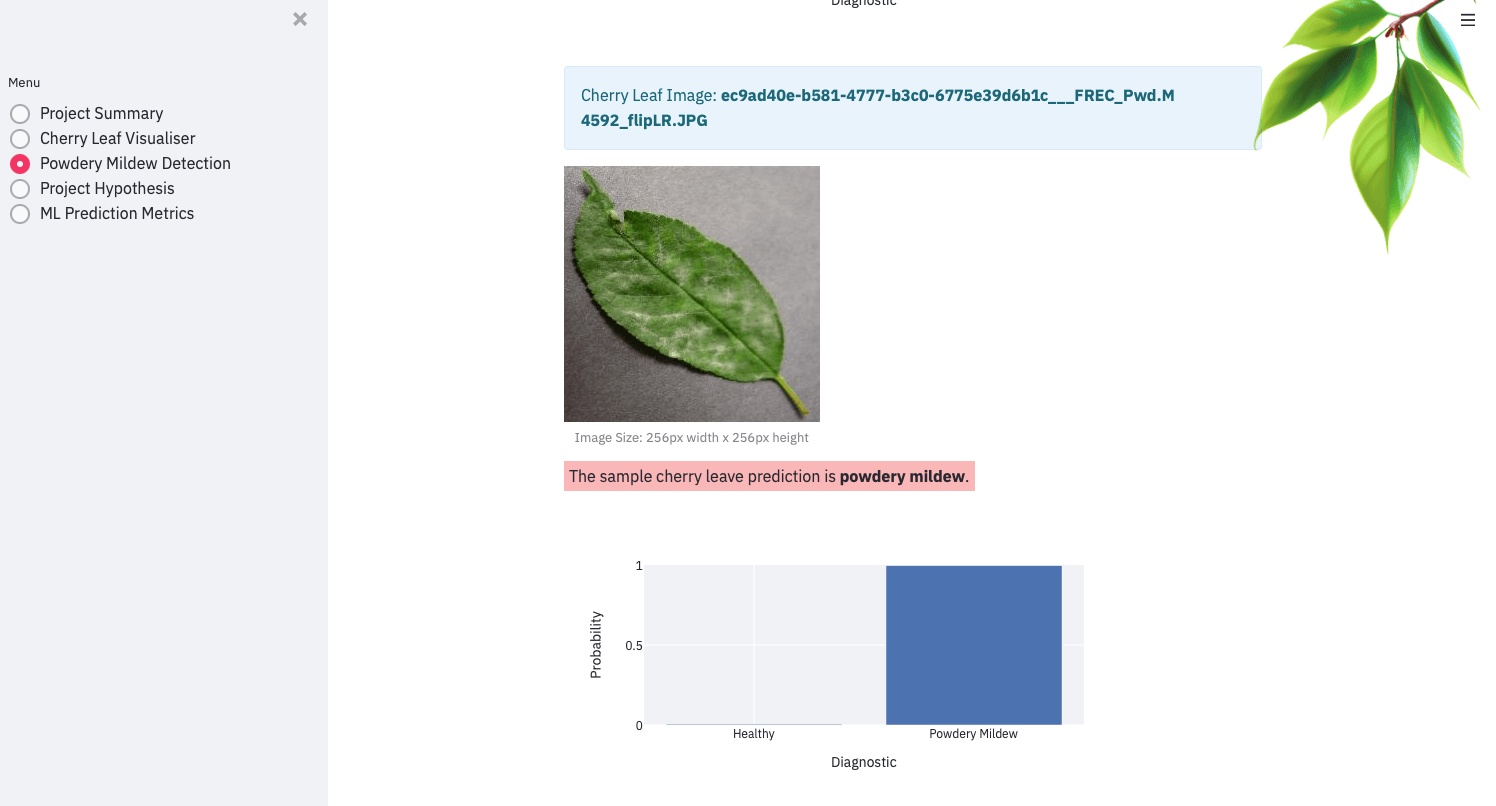 Diagnostic
Menu
Project Summary
Cherry Leaf Visualiser
Powdery Mildew Detection
Project Hypothesis
ML Prediction Metrics
Cherry Leaf Image: ec9ad40e-b581-4777-b3c0-6775e39d6b1c___FREC_Pwd.M
4592_flipLR.JPG
Image Size: 256px width x 256px height
The sample cherry leave prediction is powdery mildew.
1
0.5
0
Probability
Healthy
Powdery Mildew
Diagnostic